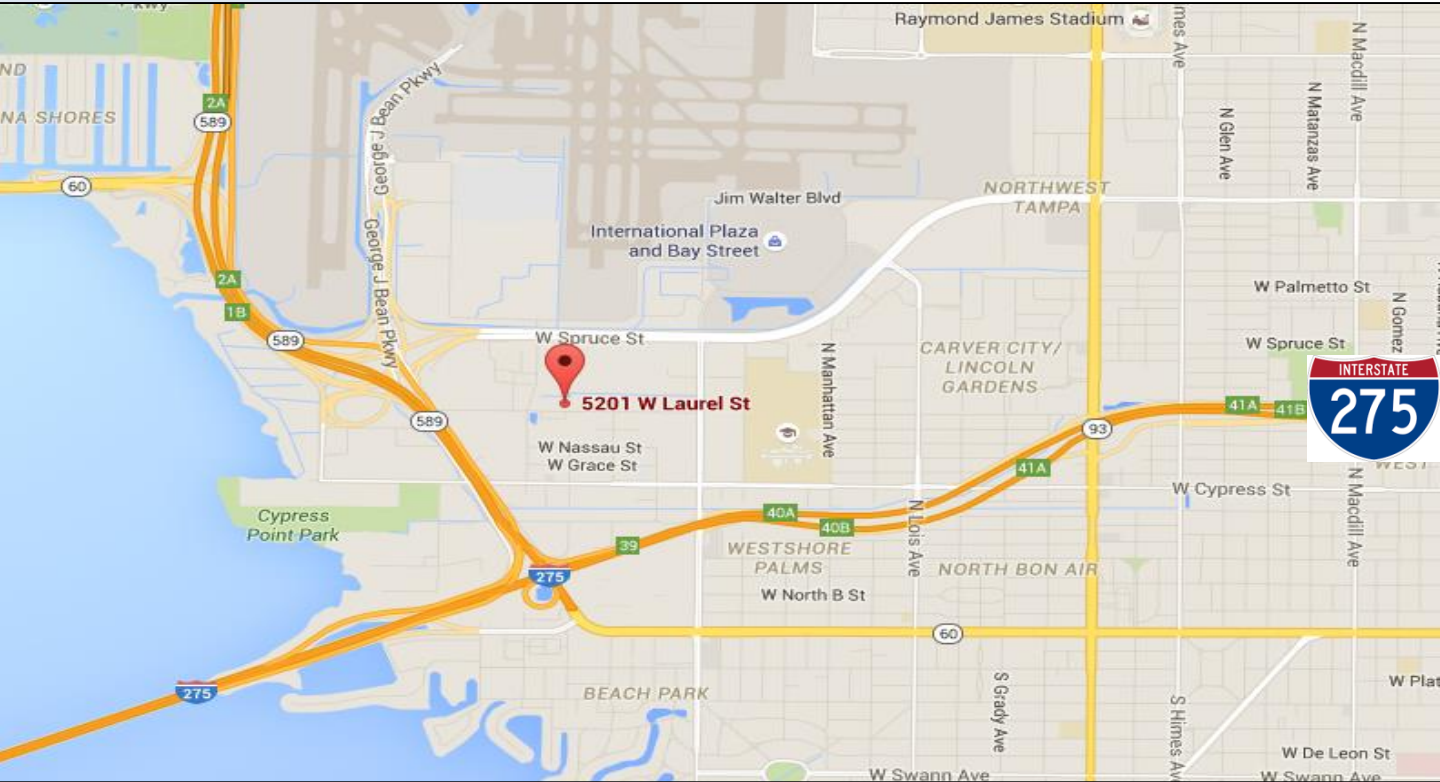 Pkwy
Raymond James Stadium
mes Ave
N Macdill Ave
ND
2A
589
NA SHORES
George J Bean Pkwy
N Glen Ave
N Matanzas Ave
60
NORTHWEST
TAMPA
Jim Walter Blvd
International Plaza
and Bay Street
George J Bean Pkwy
2A
1B
W Palmetto St
N Gomez
589
W Spruce St
W Spruce St
N Manhattan Ave
CARVER CITY/
LINCOLN
GARDENS
INTERSTATE
275
5201 W Laurel St
41A
41B
589
93
W Nassau St
W Grace St
41A
WEST
W Cypress St
N Macdill Ave
Cypress
Point Park
40A
40B
N Lois Ave
39
WESTSHORE
PALMS
NORTH BON AIR
275
W North B St
60
275
BEACH PARK
S Grady Ave
S Himes Av
W Plat
W De Leon St
W Swann Ave
W Swann Ave